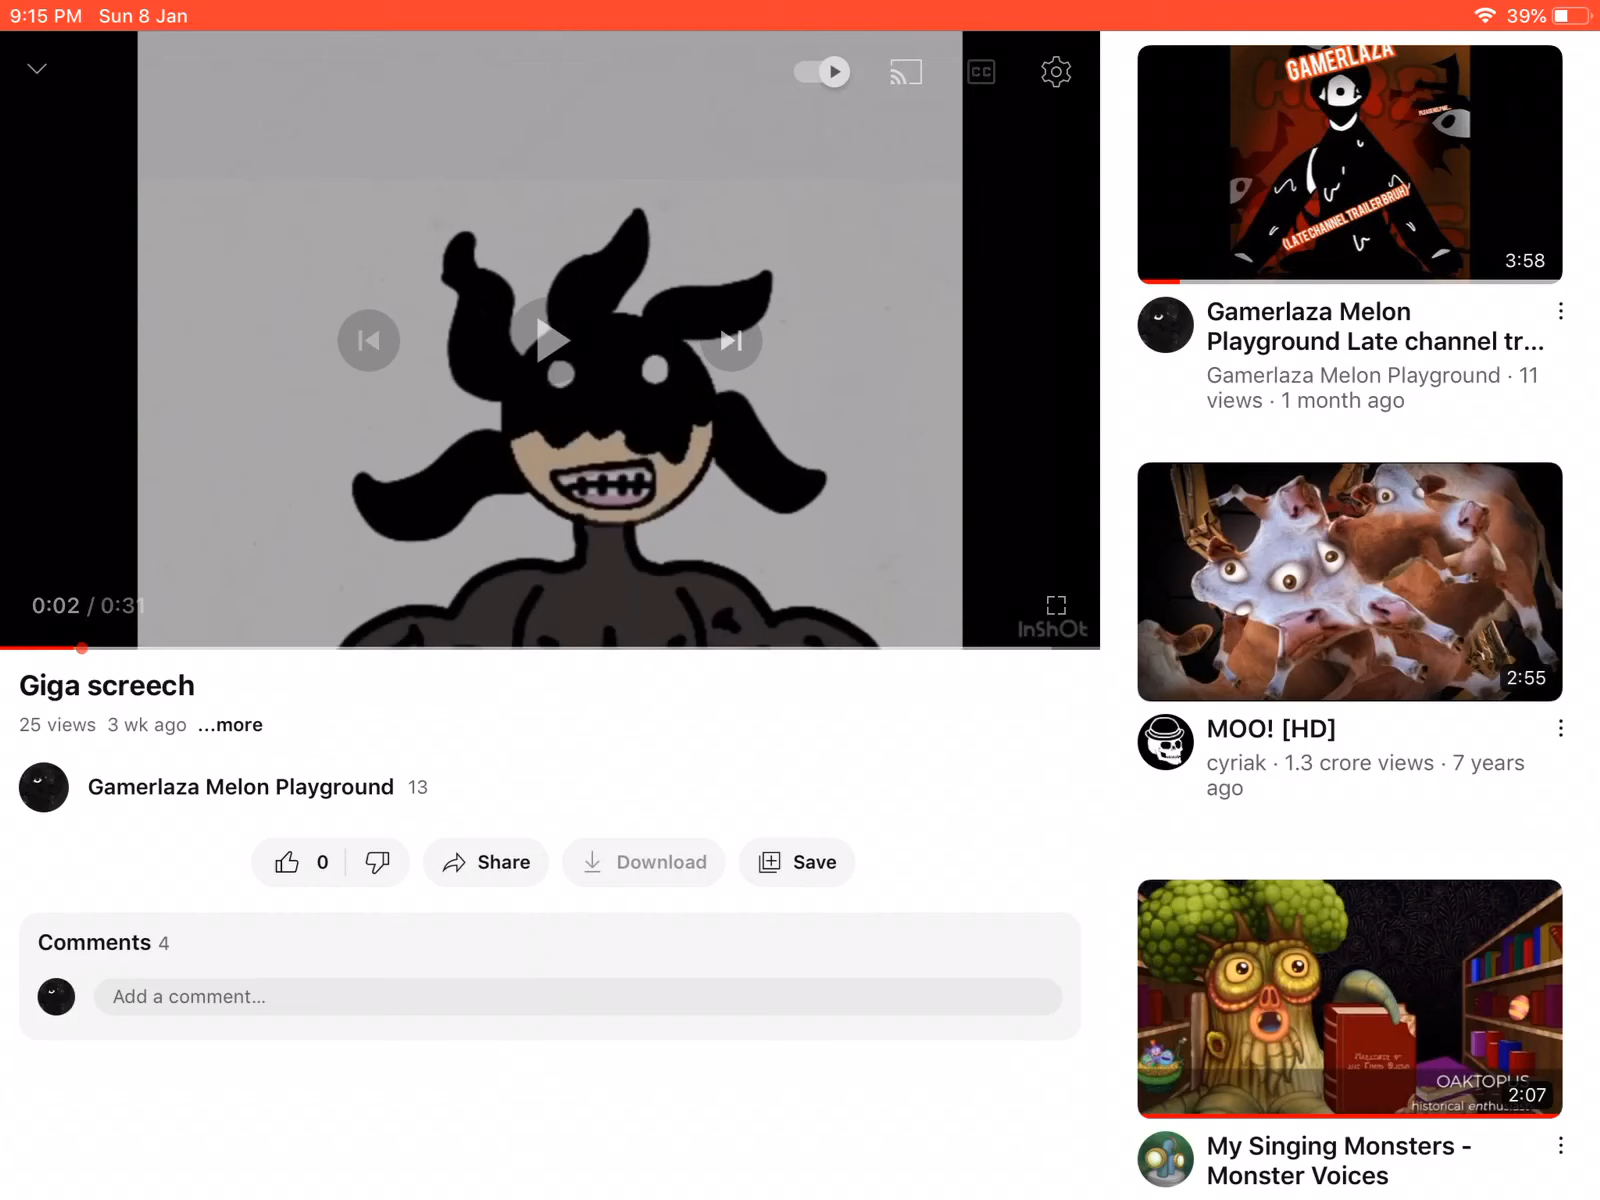 9:15 PM Sun 8 Jan
39%
CC
0:02 / 0:31
InShOt
Giga screech
25 views 3 wk ago ...more
Gamerlaza Melon Playground 13
0
Share
Download
Save
Comments 4
Add a comment...
GAMERLAZA
(LATE CHANNEL TRAILER BRUH)
3:58
Gamerlaza Melon
Playground Late channel tr...
Gamerlaza Melon Playground · 11
views · 1 month ago
2:55
MOO! [HD]
cyriak · 1.3 crore views · 7 years
ago
OAKTOPUS
historical
2:07
My Singing Monsters -
Monster Voices